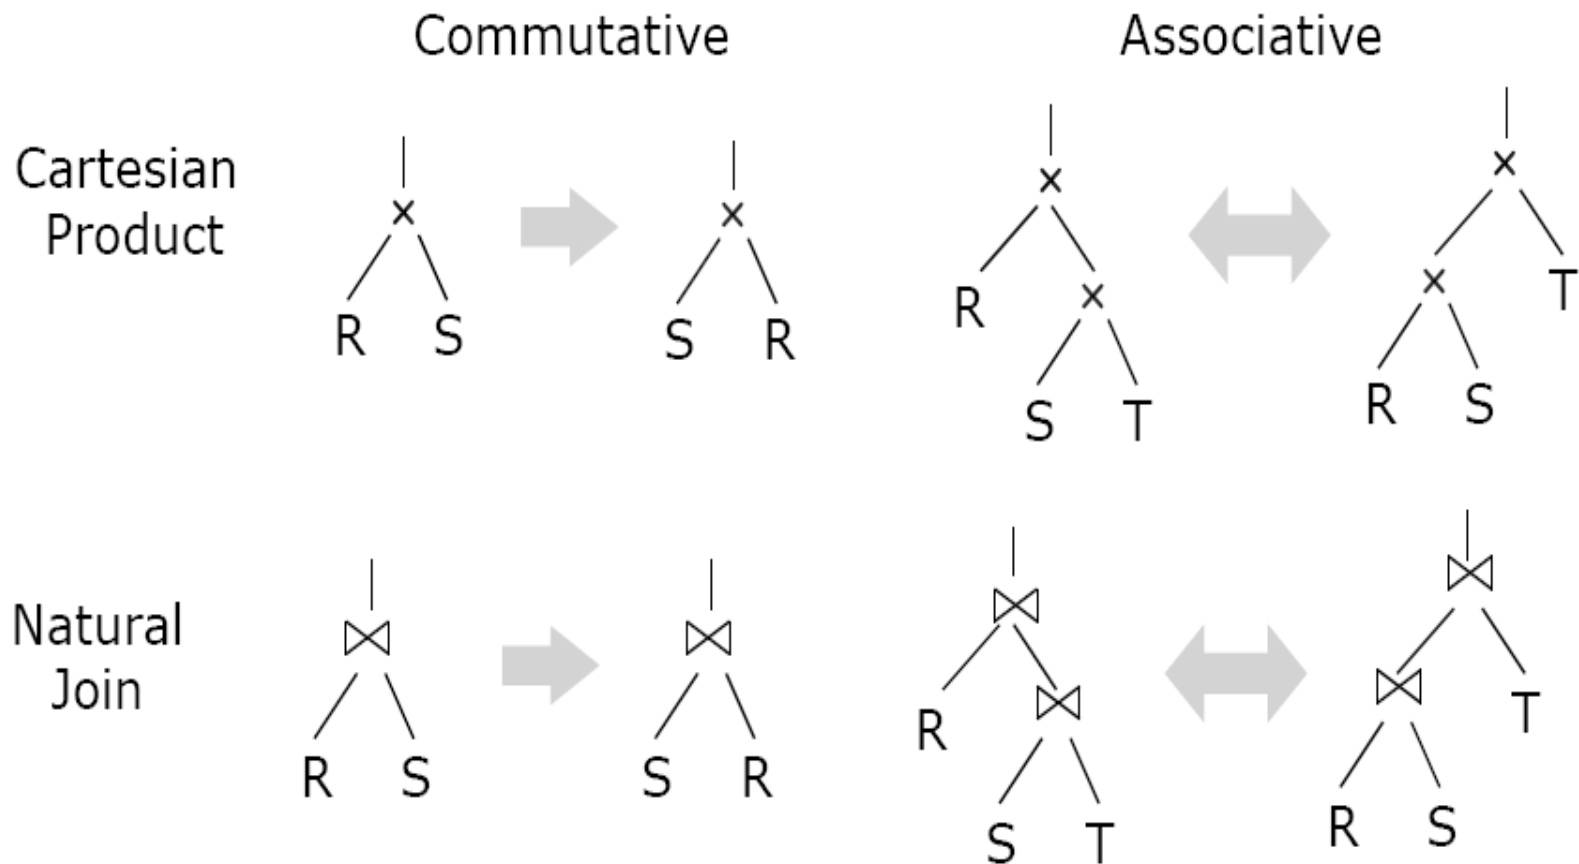 Commutative
Associative
Cartesian
Product
×
R S
×
S R
×
R
×
S T
×
×
T
R S
Natural
Join
⋈
R S
⋈
S R
⋈
R
⋈
S T
⋈
⋈
T
R S